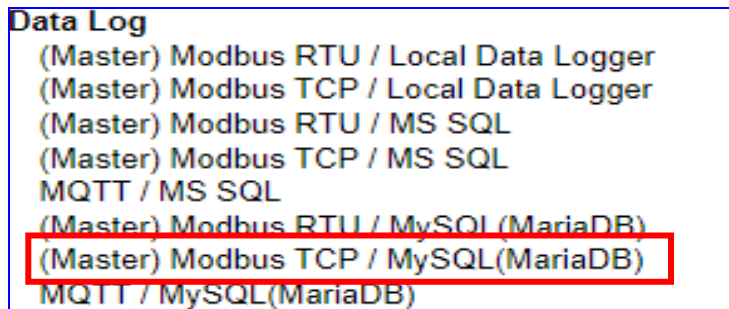 Data Log
(Master) Modbus RTU / Local Data Logger
(Master) Modbus TCP / Local Data Logger
(Master) Modbus RTU / MS SQL
(Master) Modbus TCP / MS SQL
MQTT / MS SQL
(Master) Modbus RTU / MySQL(MariaDB)
(Master) Modbus TCP / MySQL(MariaDB)
MQTT / MySQL(MariaDB)